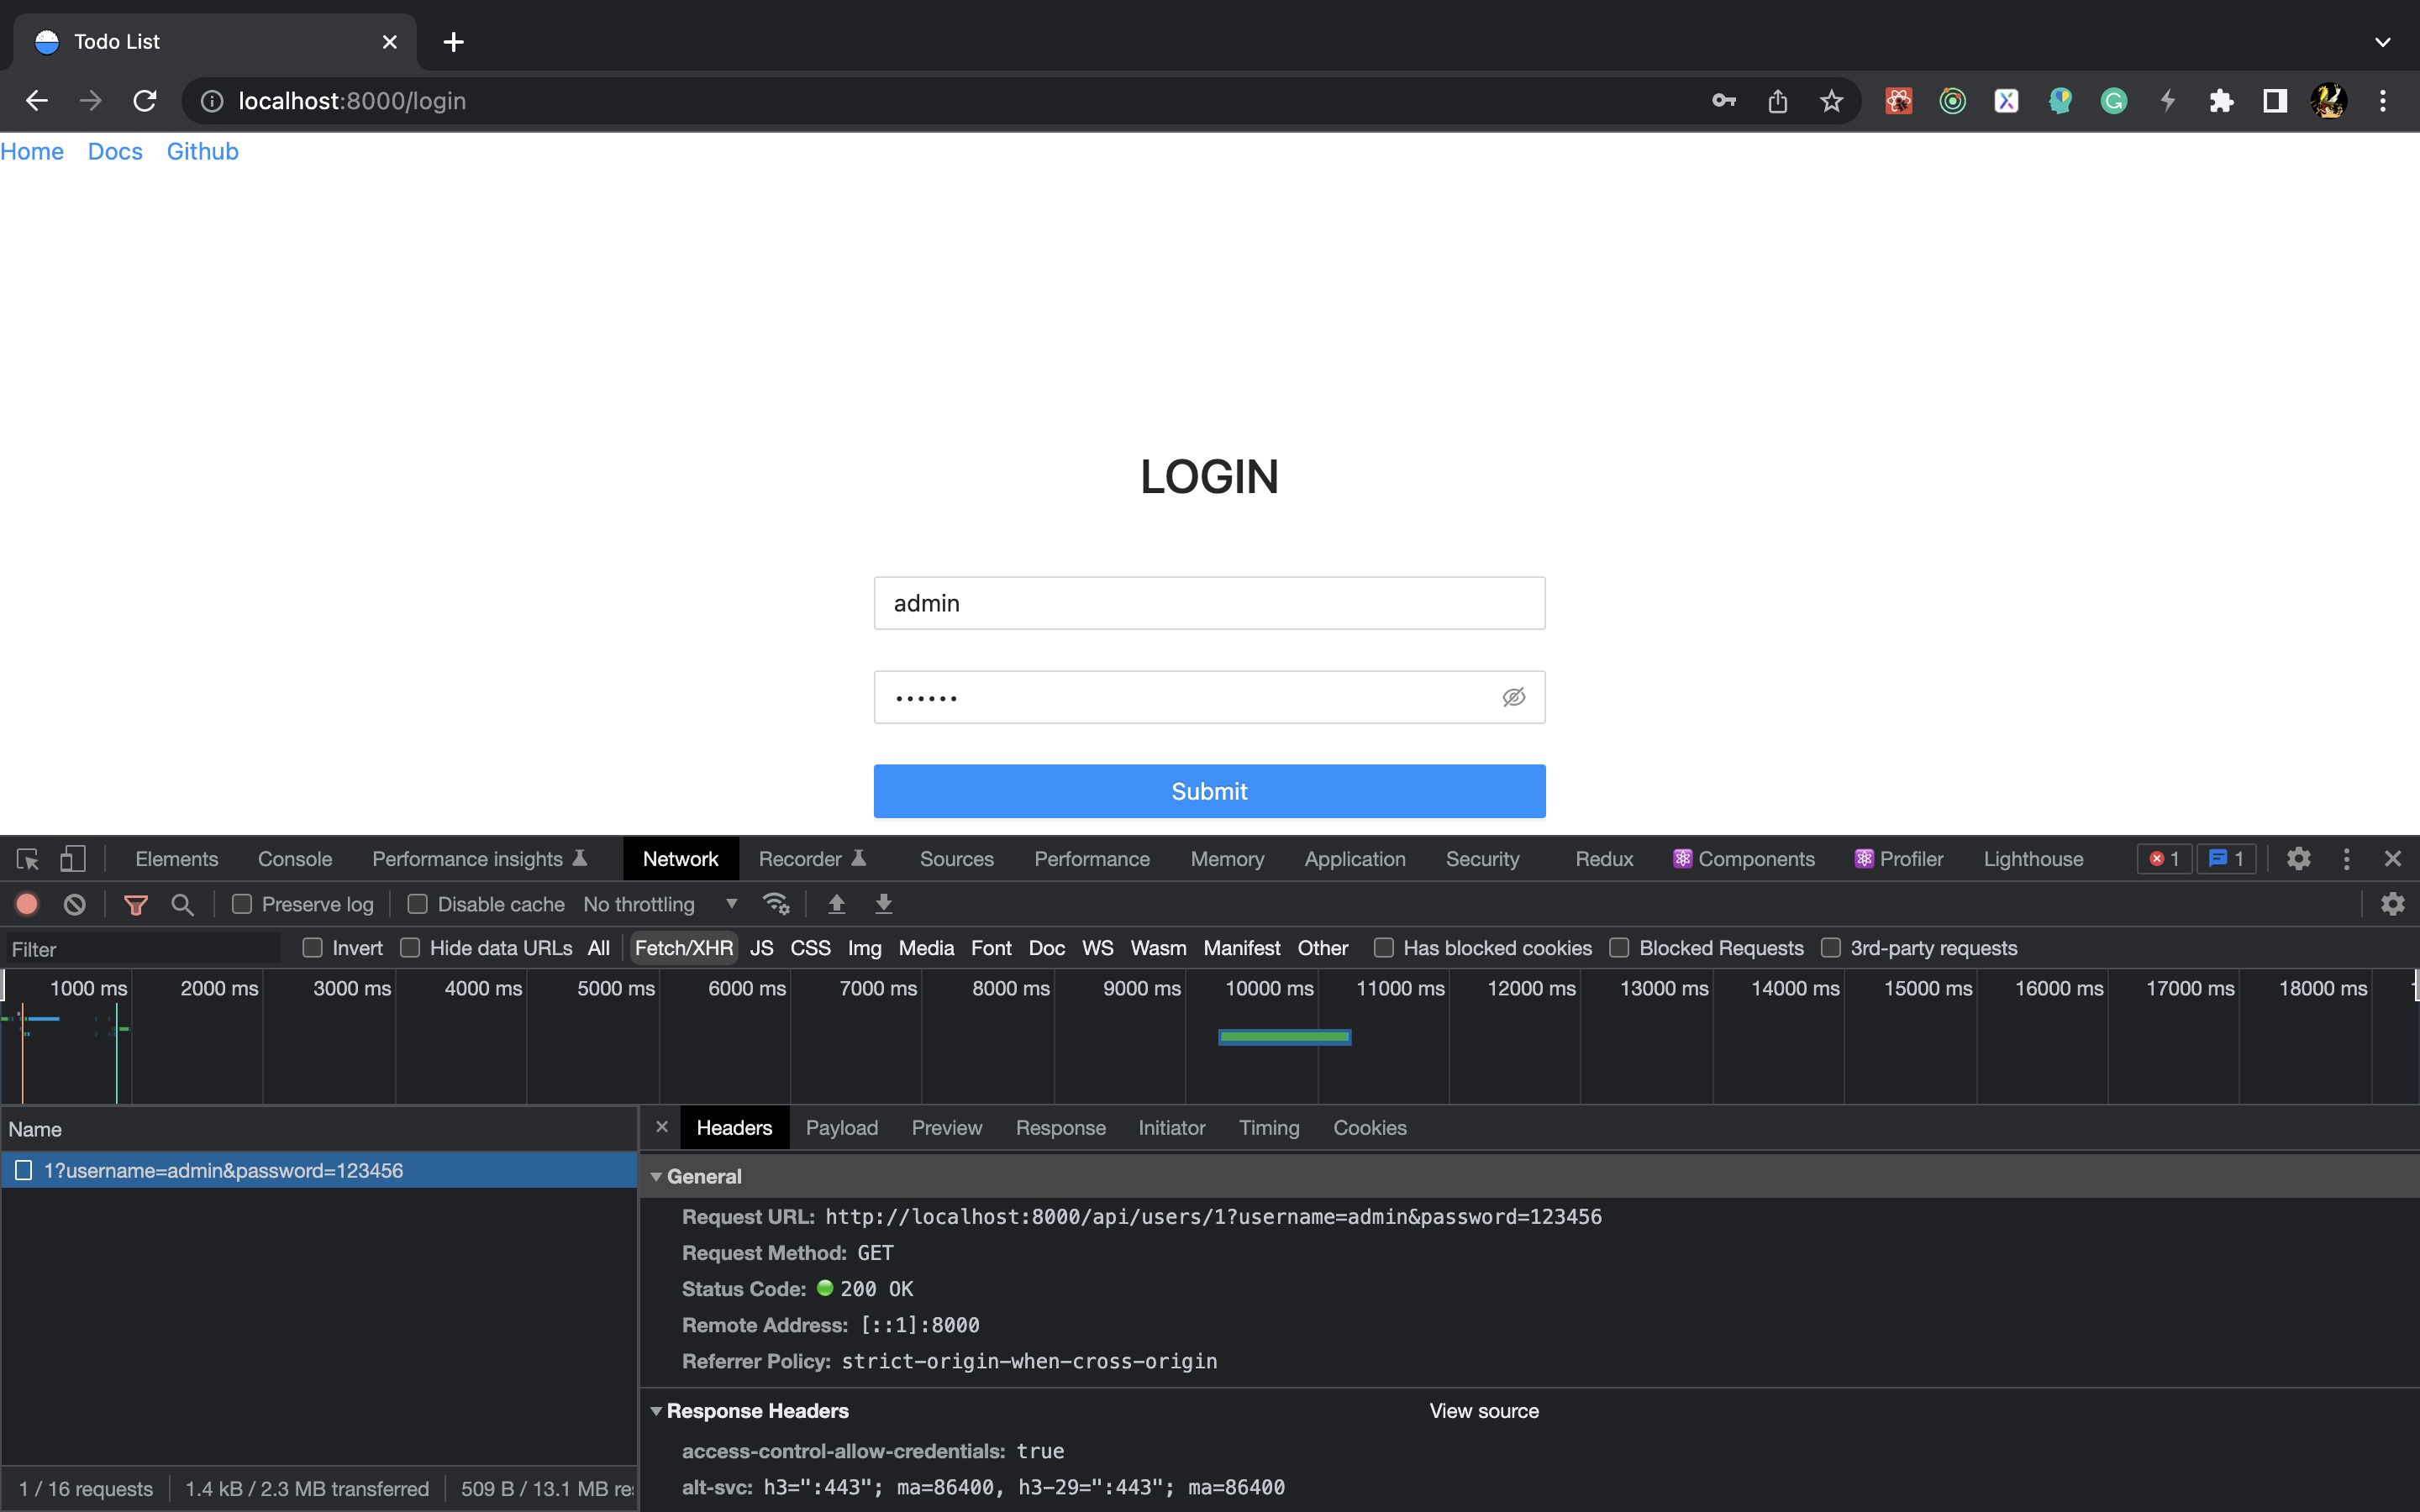 Todo List
localhost:8000/login
Home Docs Github
LOGIN
admin
••••••
Submit
Elements Console Performance insights Network Recorder Sources Performance Memory Application Security Redux Components Profiler Lighthouse 1 1
Preserve log Disable cache No throttling
Filter Invert Hide data URLs All Fetch/XHR JS CSS Img Media Font Doc WS Wasm Manifest Other Has blocked cookies Blocked Requests 3rd-party requests
1000 ms 2000 ms 3000 ms 4000 ms 5000 ms 6000 ms 7000 ms 8000 ms 9000 ms 10000 ms 11000 ms 12000 ms 13000 ms 14000 ms 15000 ms 16000 ms 17000 ms 18000 ms
Name
1?username=admin&password=123456
Headers Payload Preview Response Initiator Timing Cookies
General
Request URL: http://localhost:8000/api/users/1?username=admin&password=123456
Request Method: GET
Status Code: 200 OK
Remote Address: [::1]:8000
Referrer Policy: strict-origin-when-cross-origin
Response Headers View source
access-control-allow-credentials: true
alt-svc: h3=":443"; ma=86400, h3-29=":443"; ma=86400
1 / 16 requests 1.4 kB / 2.3 MB transferred 509 B / 13.1 MB re